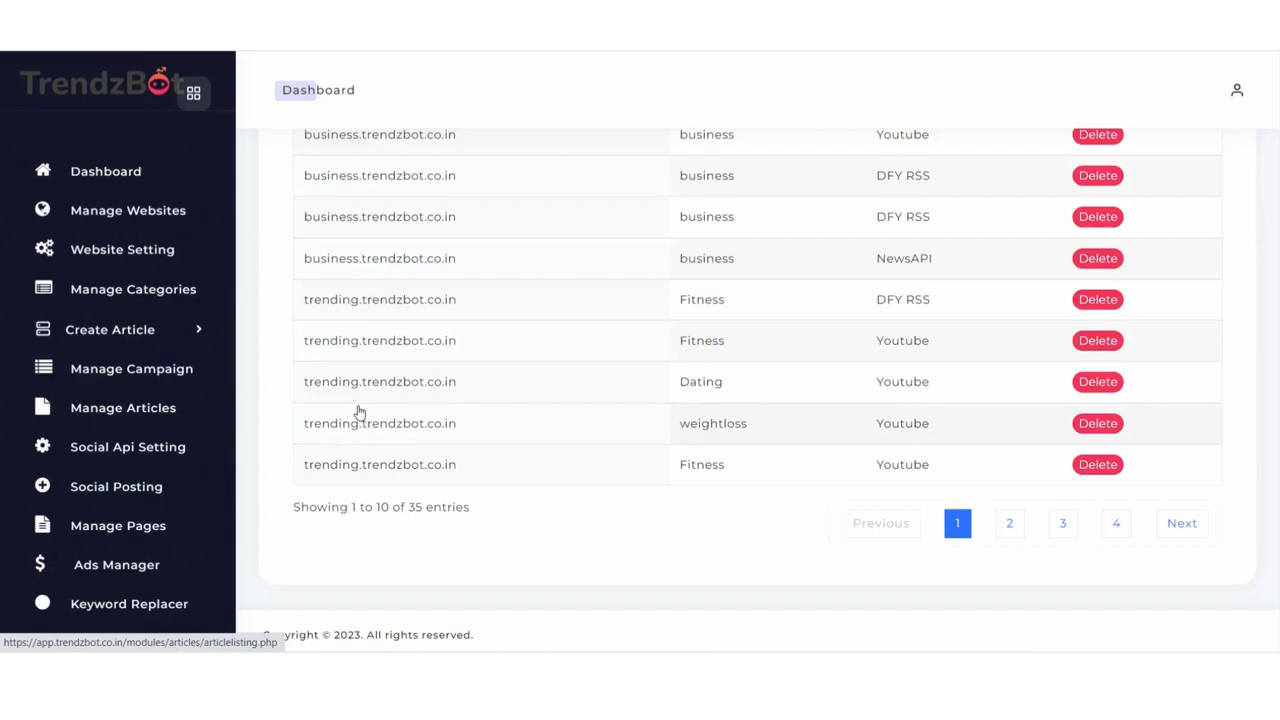 TrendzBot
Dashboard
business.trendzbot.co.in business Youtube Delete
Dashboard
business.trendzbot.co.in business DFY RSS Delete
Manage Websites
business.trendzbot.co.in business DFY RSS Delete
Website Setting
business.trendzbot.co.in business NewsAPI Delete
Manage Categories
trending.trendzbot.co.in Fitness DFY RSS Delete
Create Article
trending.trendzbot.co.in Fitness Youtube Delete
Manage Campaign
trending.trendzbot.co.in Dating Youtube Delete
Manage Articles
trending.trendzbot.co.in weightloss Youtube Delete
Social Api Setting
trending.trendzbot.co.in Fitness Youtube Delete
Social Posting
Showing 1 to 10 of 35 entries
Manage Pages
Previous 1 2 3 4 Next
Ads Manager
Keyword Replacer
https://app.trendzbot.co.in/modules/articles/articlelisting.php
yright © 2023. All rights reserved.